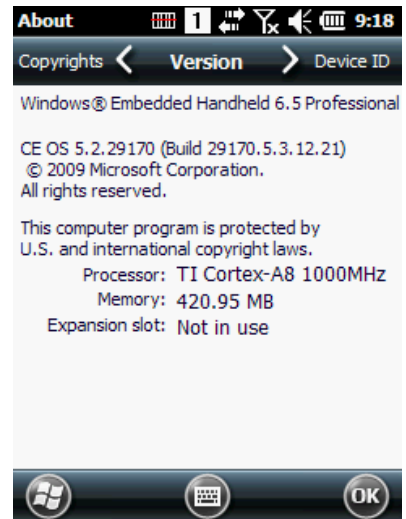 About 1 9:18
Copyrights Version Device ID
Windows® Embedded Handheld 6.5 Professional
CE OS 5.2.29170 (Build 29170.5.3.12.21)
© 2009 Microsoft Corporation.
All rights reserved.
This computer program is protected by
U.S. and international copyright laws.
Processor: TI Cortex-A8 1000MHz
Memory: 420.95 MB
Expansion slot: Not in use
OK